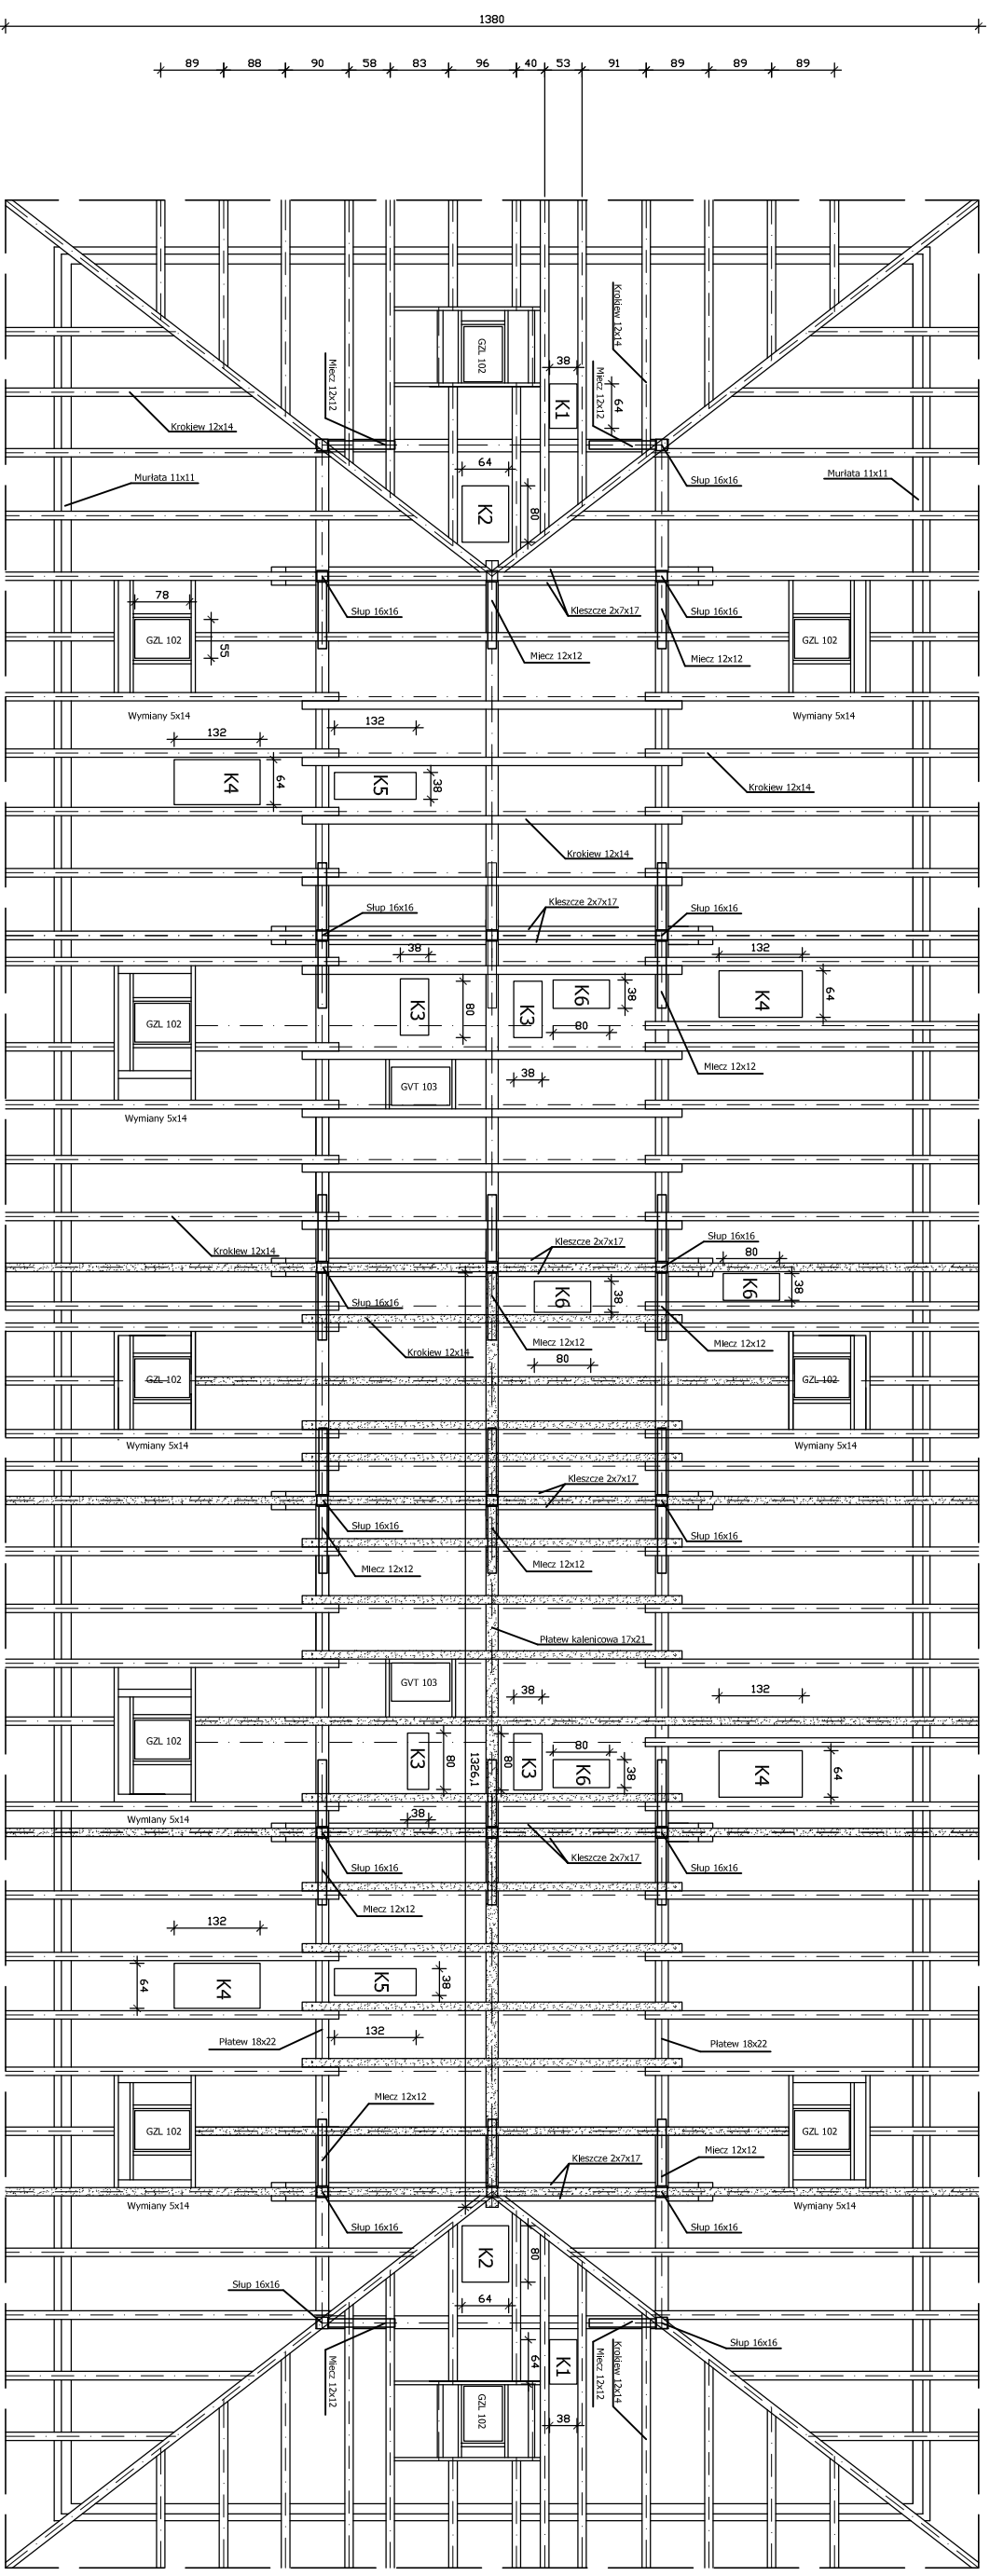 1380
89 88 90 58 83 96 40 53 91 89 89 89
Krokiew 12x14
GZL 102
Miecz 12x12
38
Miecz 12x12
64
K1
Krokiew 12x14
64
Słup 16x16
Murłata 11x11
Murłata 11x11
K2
80
78
Słup 16x16
Kleszcze 2x7x17
Słup 16x16
GZL 102
55
GZL 102
Miecz 12x12
Miecz 12x12
Wymiany 5x14
Wymiany 5x14
132
132
K4
64
K5
38
Krokiew 12x14
Krokiew 12x14
Słup 16x16
Kleszcze 2x7x17
Słup 16x16
38
132
K3
80
K3
K6
38
K4
64
GZL 102
80
Miecz 12x12
38
GVT 103
Wymiany 5x14
Słup 16x16
Kleszcze 2x7x17
Krokiew 12x14
80
K6
38
K6
38
Słup 16x16
Miecz 12x12
Miecz 12x12
Krokiew 12x14
80
GZL 102
GZL 102
Wymiany 5x14
Wymiany 5x14
Kleszcze 2x7x17
Słup 16x16
Słup 16x16
Miecz 12x12
Miecz 12x12
Płatew kalenicowa 17x21
GVT 103
38
132
GZL 102
K3
80
1326,1
80
K3
80
K6
38
K4
64
38
Wymiany 5x14
Słup 16x16
Kleszcze 2x7x17
Słup 16x16
Miecz 12x12
132
64
K4
K5
38
132
Płatew 18x22
Płatew 18x22
Miecz 12x12
GZL 102
GZL 102
Miecz 12x12
Kleszcze 2x7x17
Wymiany 5x14
Wymiany 5x14
Słup 16x16
Słup 16x16
K2
80
Słup 16x16
64
Słup 16x16
64
K1
Miecz 12x12
Krokiew 12x14
Miecz 12x12
GZL 102
38